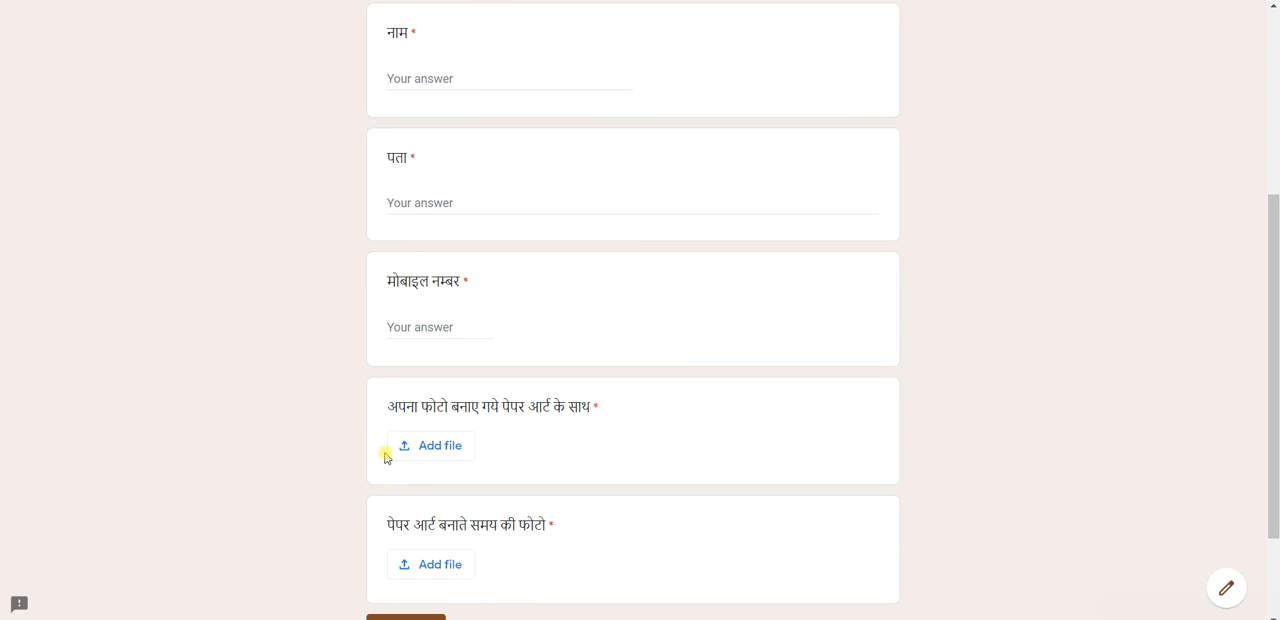 नाम *
Your answer
पता *
Your answer
मोबाइल नम्बर *
Your answer
अपना फोटो बनाए गये पेपर आर्ट के साथ *
Add file
पेपर आर्ट बनाते समय की फोटो *
Add file